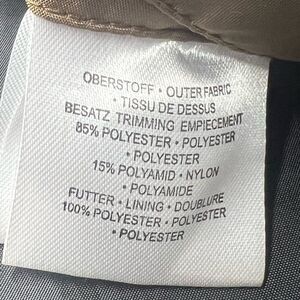 OBERSTOFF • OUTER FABRIC
• TISSU DE DESSUS
BESATZ TRIMMING EMPIECEMENT
85% POLYESTER • POLYESTER
• POLYESTER
15% POLYAMID • NYLON
• POLYAMIDE
FUTTER • LINING • DOUBLURE
100% POLYESTER • POLYESTER
• POLYESTER